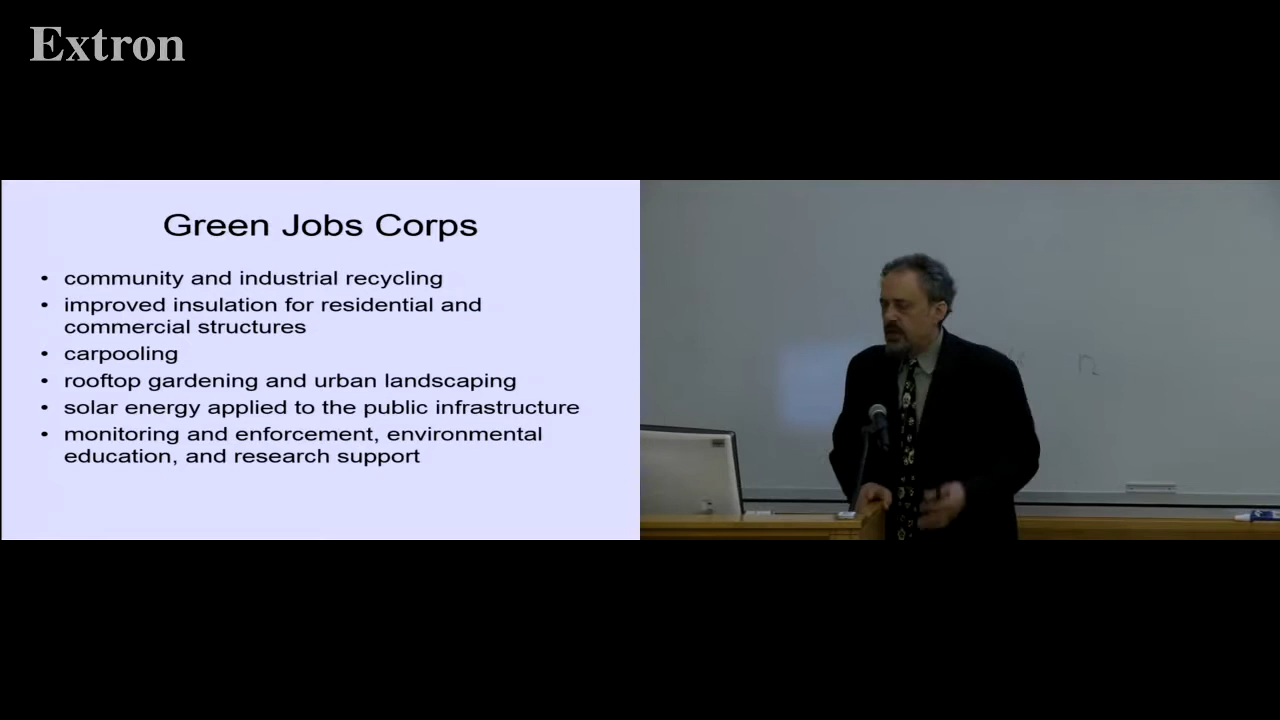 Extron
Green Jobs Corps
• community and industrial recycling
• improved insulation for residential and
commercial structures
• carpooling
• rooftop gardening and urban landscaping
• solar energy applied to the public infrastructure
• monitoring and enforcement, environmental
education, and research support
n